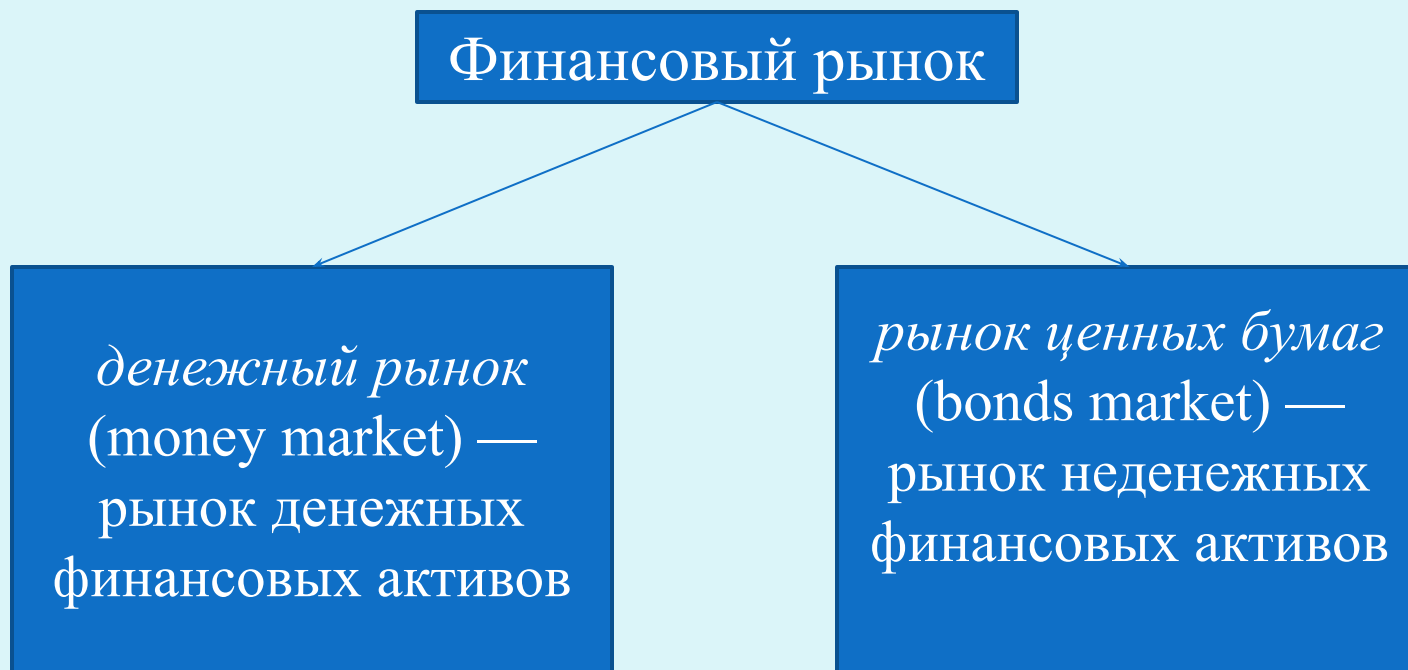 Финансовый рынок
денежный рынок
(money market) —
рынок денежных
финансовых активов
рынок ценных бумаг
(bonds market) —
рынок неденежных
финансовых активов